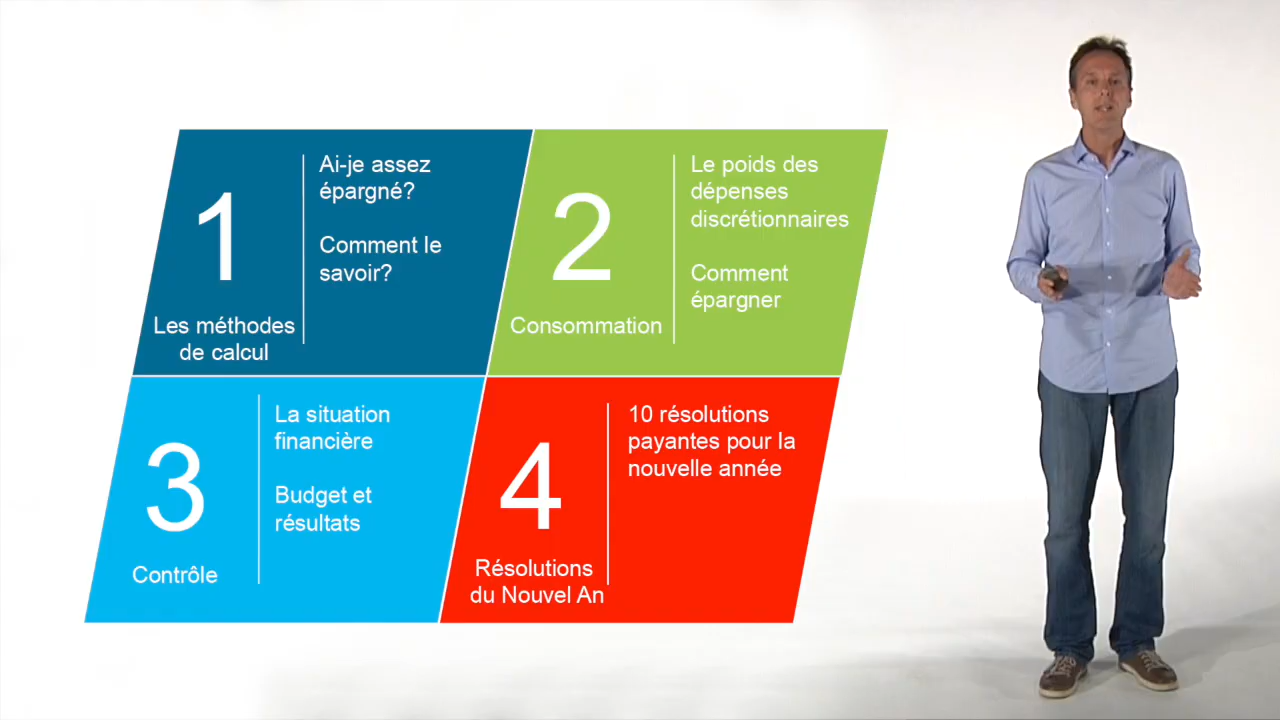 1
Les méthodes
de calcul
Ai-je assez
épargné?
Comment le
savoir?
2
Consommation
Le poids des
dépenses
discrétionnaires
Comment
épargner
3
Contrôle
La situation
financière
Budget et
résultats
4
Résolutions
du Nouvel An
10 résolutions
payantes pour la
nouvelle année